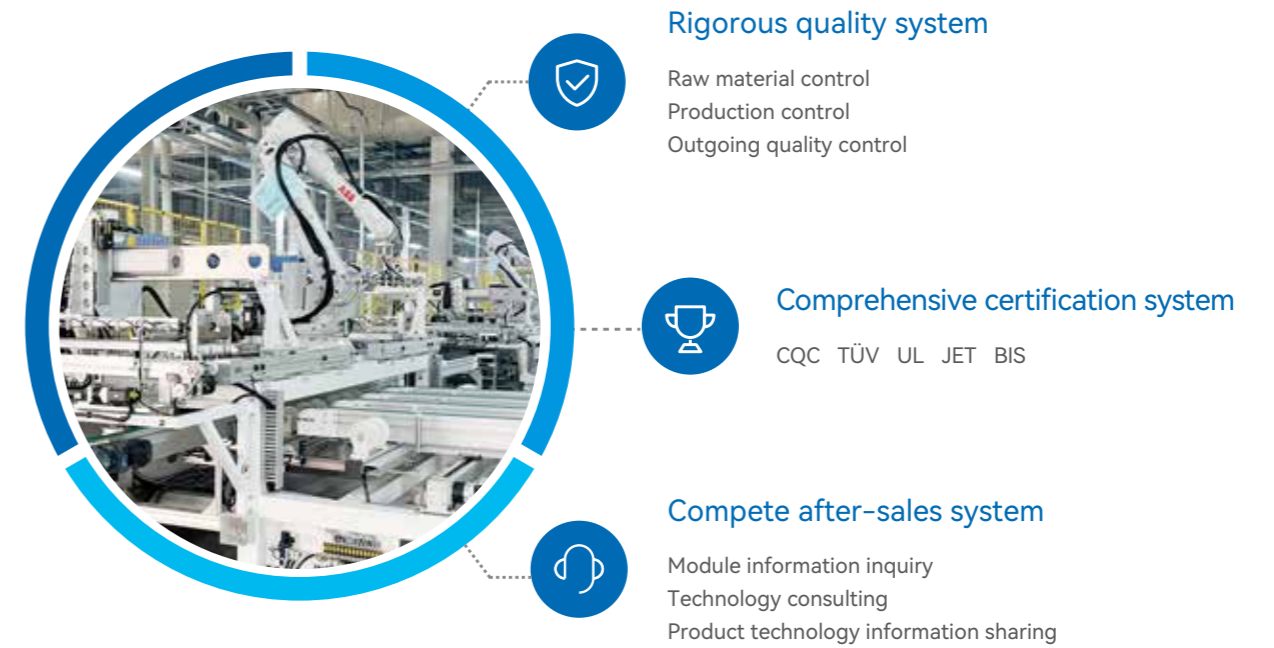 Rigorous quality system
Raw material control
Production control
Outgoing quality control
ABB
Comprehensive certification system
CQC TÜV UL JET BIS
Compete after-sales system
Module information inquiry
Technology consulting
Product technology information sharing